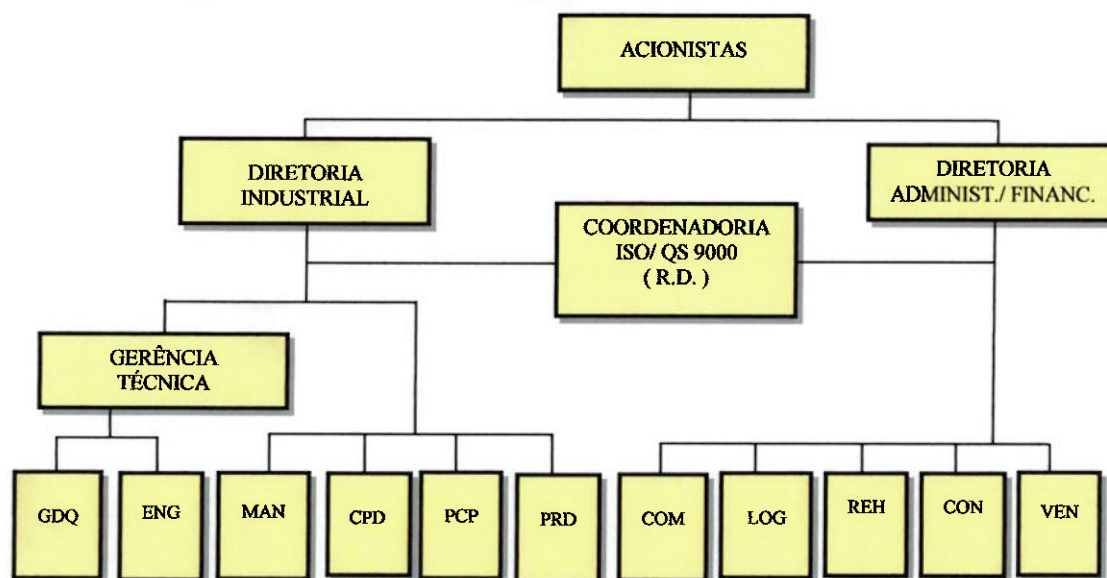 ACIONISTAS
DIRETORIA
INDUSTRIAL
DIRETORIA
ADMINIST./ FINANC.
COORDENADORIA
ISO/ QS 9000
( R.D. )
GERÊNCIA
TÉCNICA
GDQ
ENG
MAN
CPD
PCP
PRD
COM
LOG
REH
CON
VEN